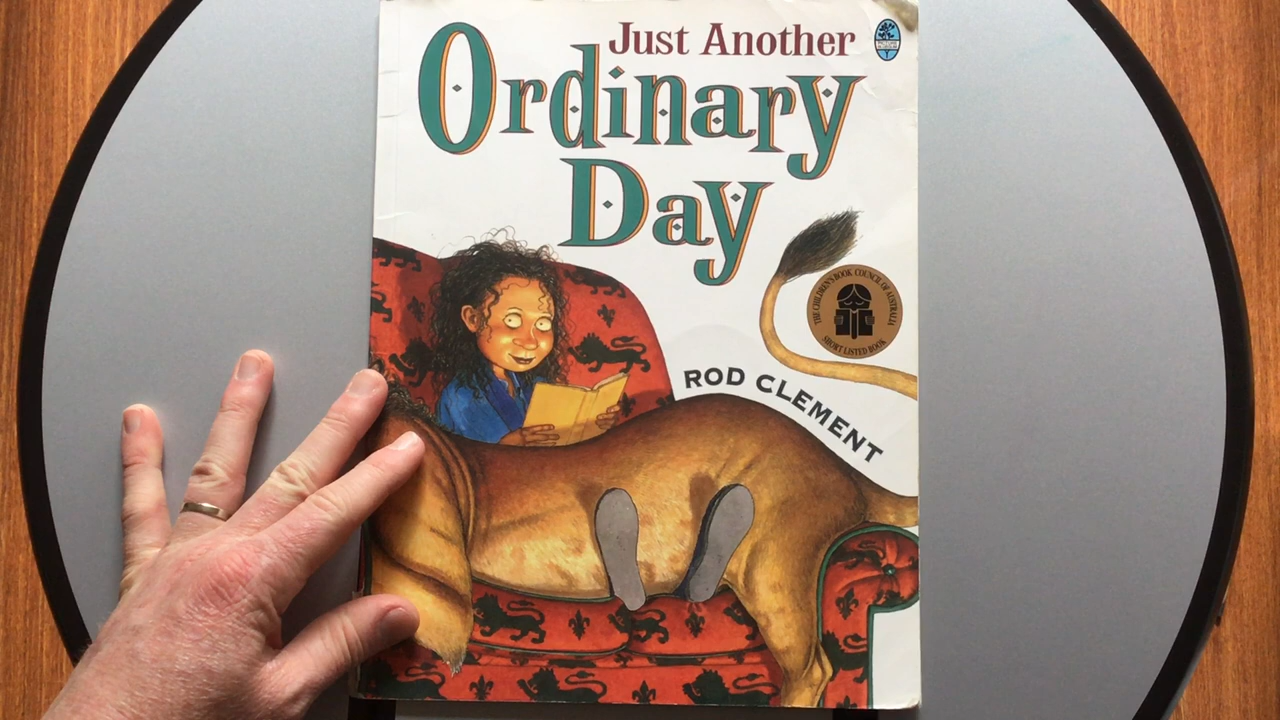 Just Another
Ordinary
Day
THE CHILDREN'S BOOK COUNCIL OF AUSTRALIA
SHORT LISTED BOOK
ROD CLEMENT